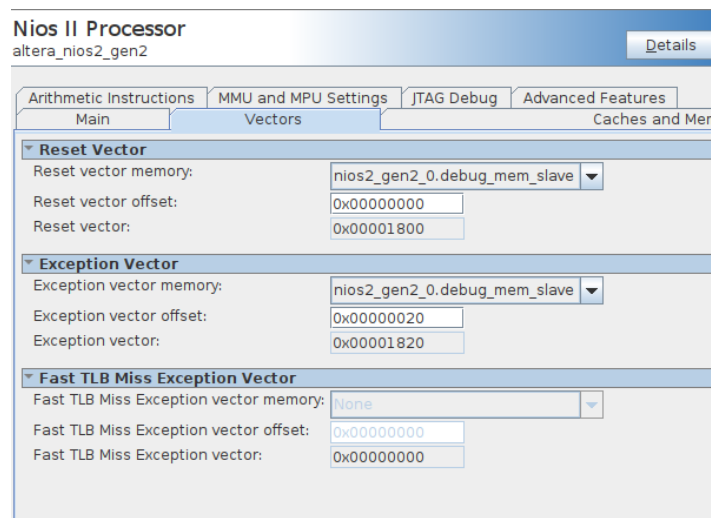 Nios II Processor
altera_nios2_gen2
Details
Arithmetic Instructions MMU and MPU Settings JTAG Debug Advanced Features
Main Vectors Caches and Mer
Reset Vector
Reset vector memory: nios2_gen2_0.debug_mem_slave
Reset vector offset: 0x00000000
Reset vector: 0x00001800
Exception Vector
Exception vector memory: nios2_gen2_0.debug_mem_slave
Exception vector offset: 0x00000020
Exception vector: 0x00001820
Fast TLB Miss Exception Vector
Fast TLB Miss Exception vector memory: None
Fast TLB Miss Exception vector offset: 0x00000000
Fast TLB Miss Exception vector: 0x00000000